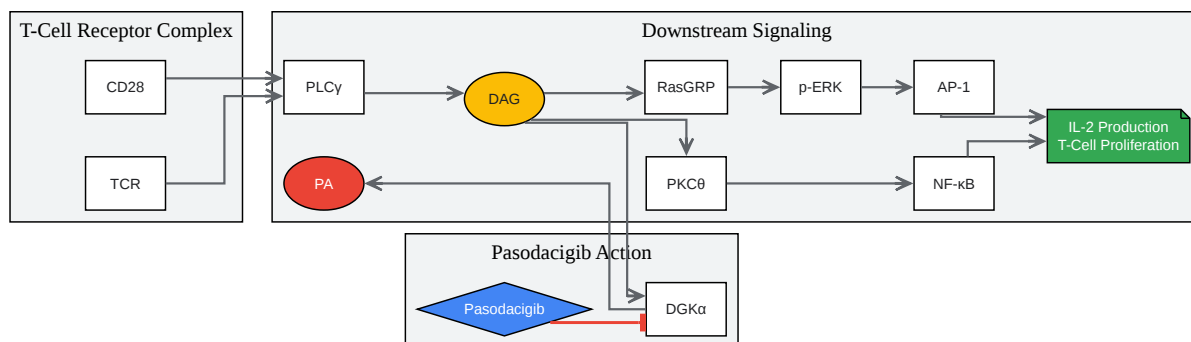 T-Cell Receptor Complex
Downstream Signaling
CD28
PLCγ
DAG
RasGRP
p-ERK
AP-1
IL-2 Production
T-Cell Proliferation
TCR
PA
PKCθ
NF-κB
Pasodacigib Action
Pasodacigib
DGKα